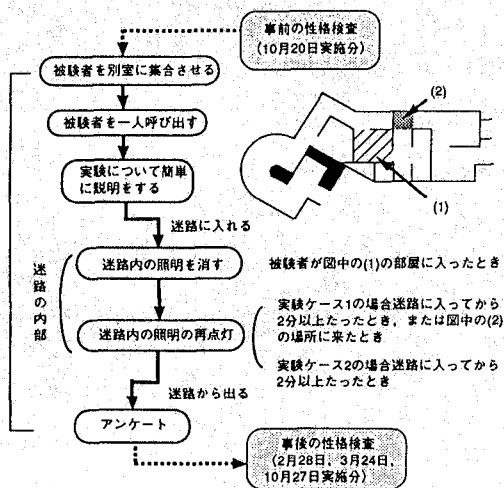 事前の性格検査
(10月20日実施分)
被験者を別室に集合させる
被験者を一人呼び出す
実験について簡単
に説明をする
迷路に入れる
(2)
(1)
迷路の内部
迷路内の照明を消す
被験者が図中の(1)の部屋に入ったとき
迷路内の照明の再点灯
実験ケース1の場合迷路に入ってから
2分以上たったとき，または図中の(2)
の場所に来たとき
実験ケース2の場合迷路に入ってから
2分以上たったとき
迷路から出る
アンケート
事後の性格検査
(2月28日，3月24日，
10月27日実施分)